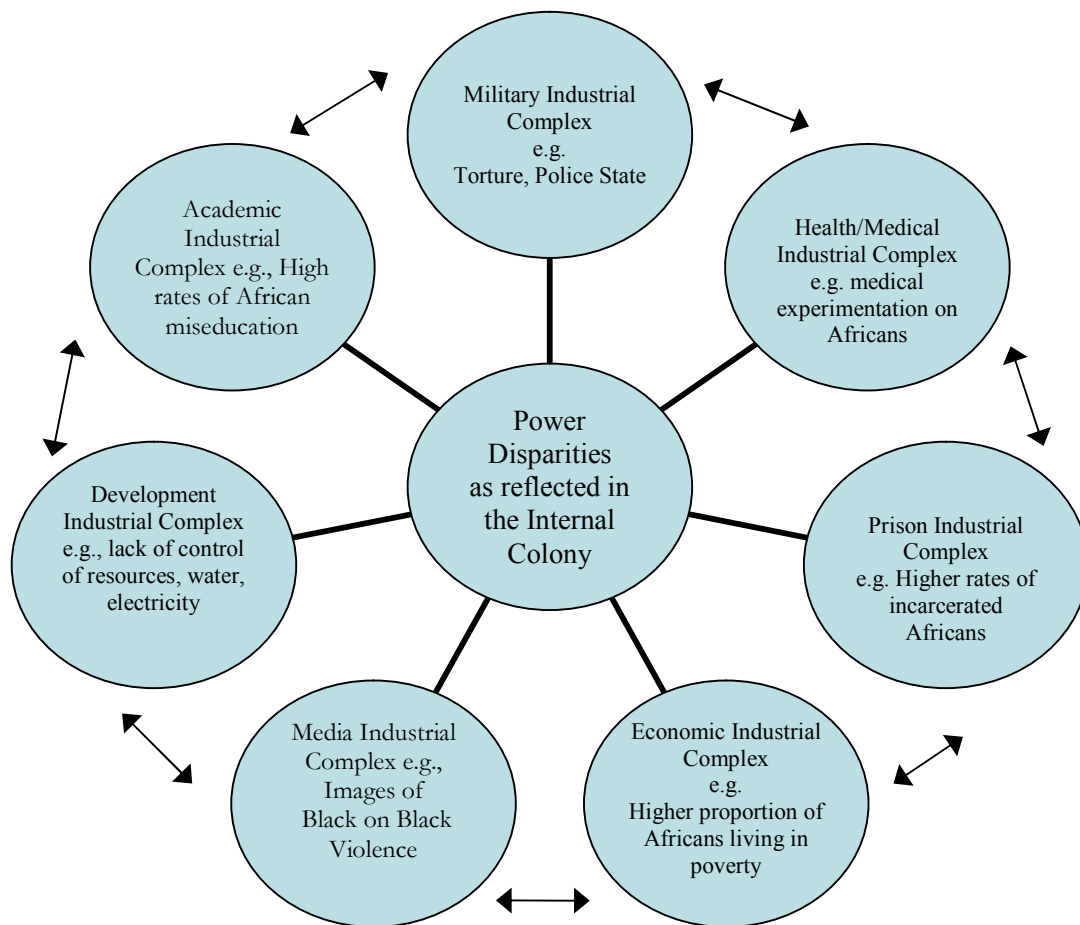 Military Industrial
Complex
e.g.
Torture, Police State
Academic
Industrial
Complex e.g., High
rates of African
miseducation
Health/Medical
Industrial Complex
e.g. medical
experimentation on
Africans
Power
Disparities
as reflected in
the Internal
Colony
Development
Industrial Complex
e.g., lack of control
of resources, water,
electricity
Prison Industrial
Complex
e.g. Higher rates of
incarcerated
Africans
Media Industrial
Complex e.g.,
Images of
Black on Black
Violence
Economic Industrial
Complex
e.g.
Higher proportion of
Africans living in
poverty